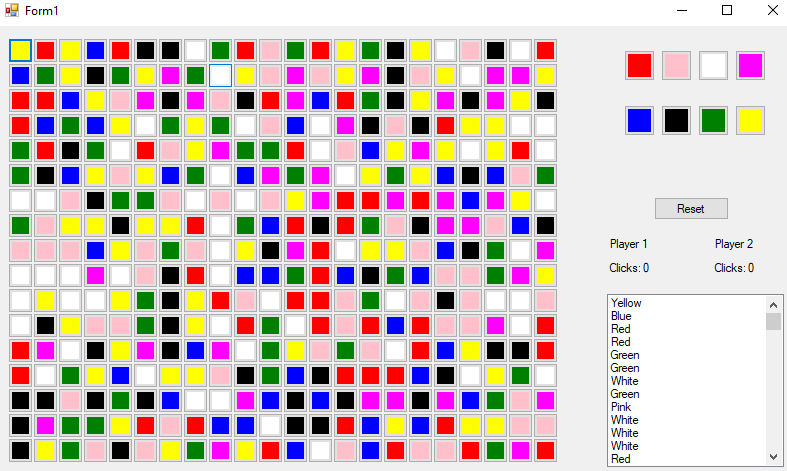 Form1
Reset
Player 1 Player 2
Clicks: 0 Clicks: 0
Yellow
Blue
Red
Red
Green
Green
White
Green
Pink
White
White
White
Red